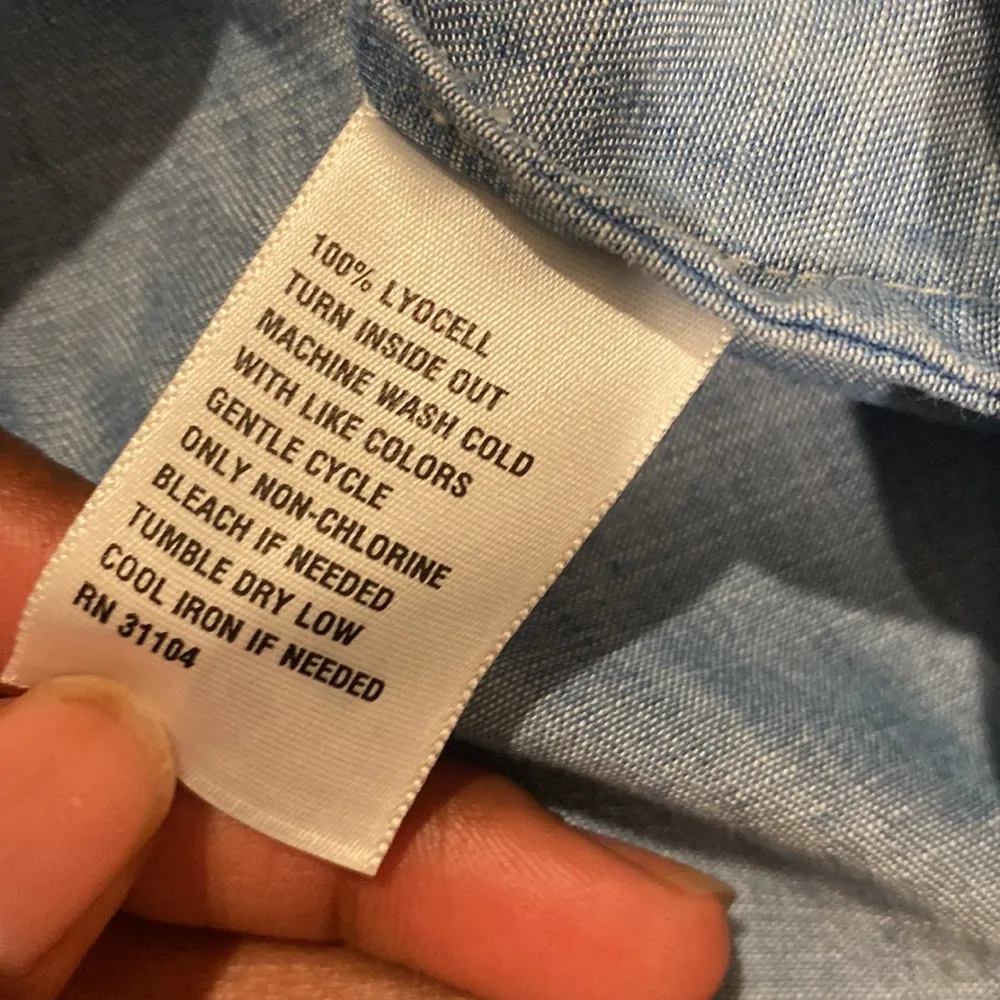 100% LYOCELL
TURN INSIDE OUT
MACHINE WASH COLD
WITH LIKE COLORS
GENTLE CYCLE
ONLY NON-CHLORINE
BLEACH IF NEEDED
TUMBLE DRY LOW
COOL IRON IF NEEDED
RN 31104